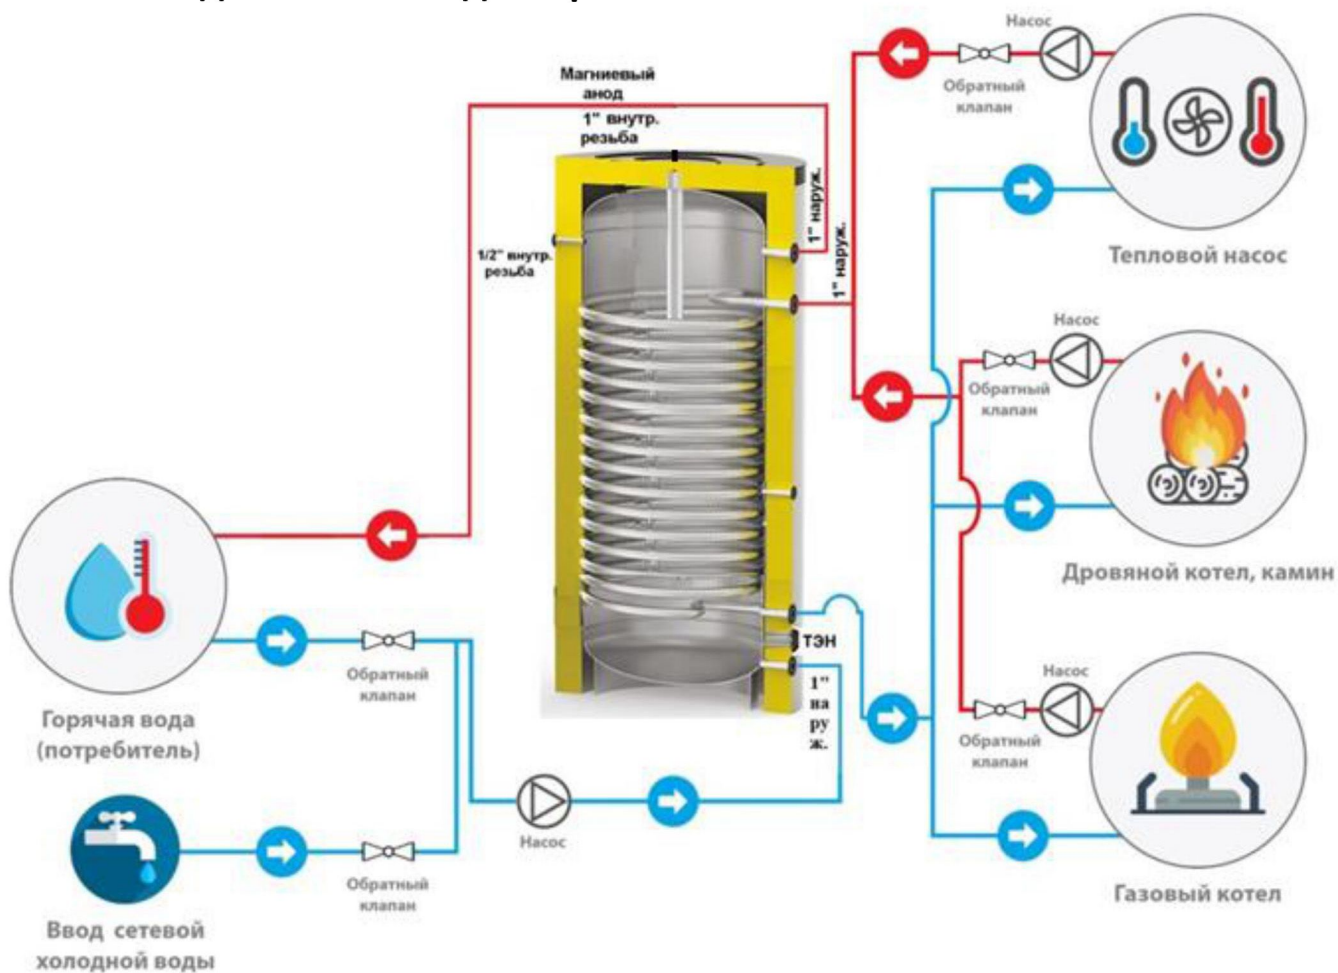 Насос
Обратный
клапан
Тепловой насос
Магниевый
анод
1" внутр.
резьба
1" наруж.
1" наруж.
1/2" внутр.
резьба
Насос
Обратный
клапан
Дровяной котел, камин
ТЭН
1"
на
ру
ж.
Насос
Обратный
клапан
Газовый котел
Обратный
клапан
Горячая вода
(потребитель)
Насос
Обратный
клапан
Ввод сетевой
холодной воды